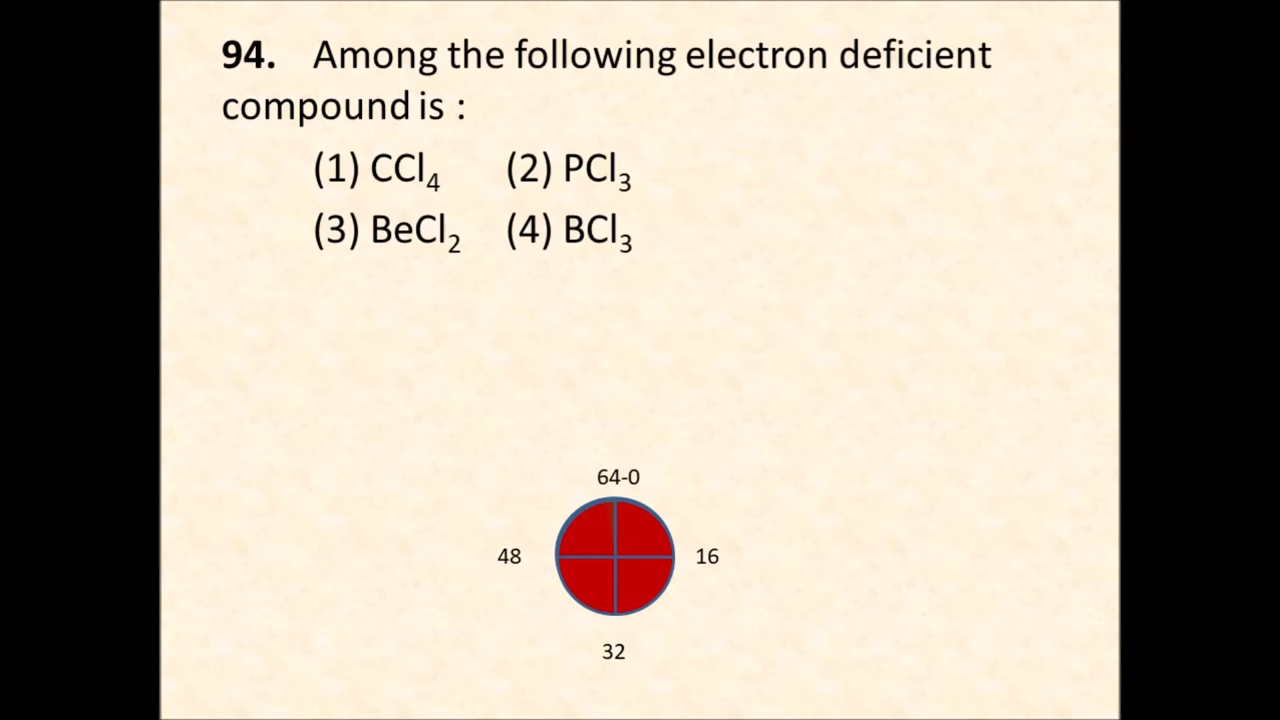 94. Among the following electron deficient
compound is :
(1) CCl₄ (2) PCl₃
(3) BeCl₂ (4) BCl₃
64-0
48 16
32